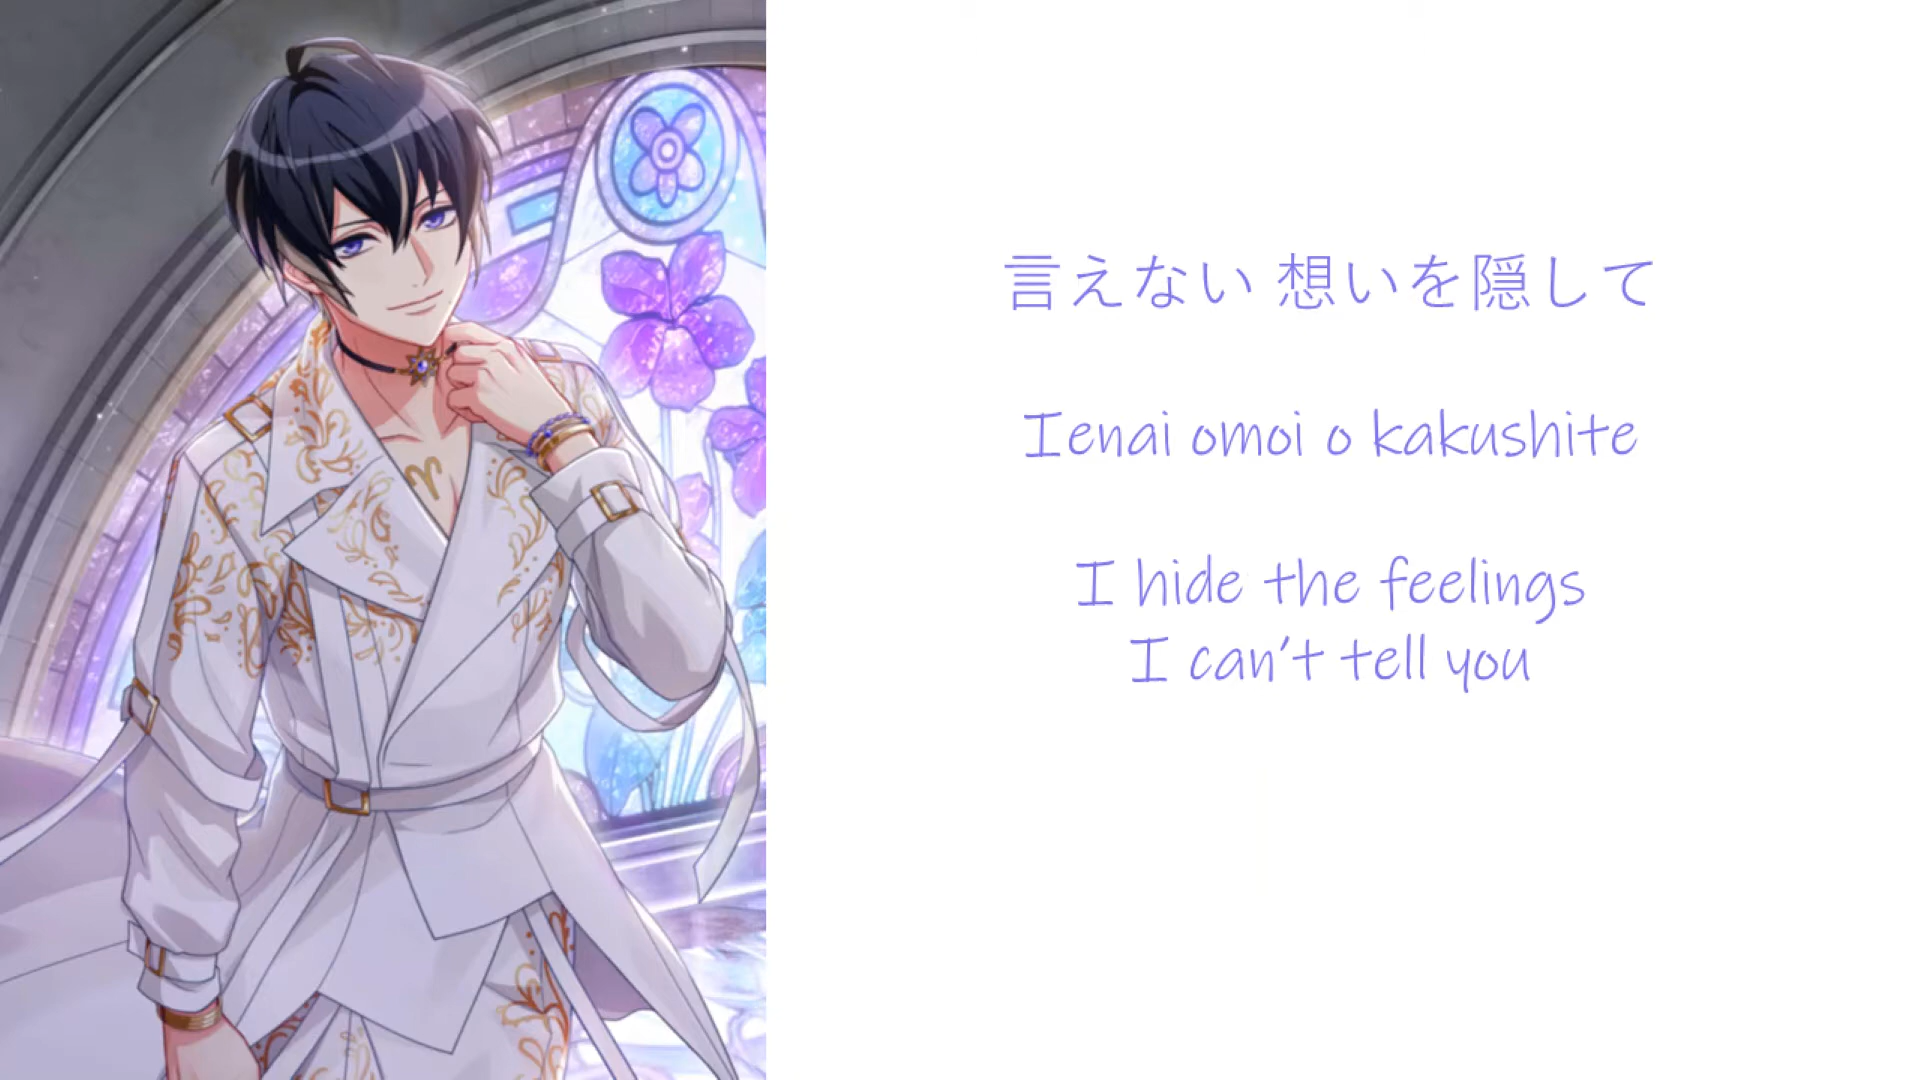 言えない 想いを隠して
Ienai omoi o kakushite
I hide the feelings
I can't tell you